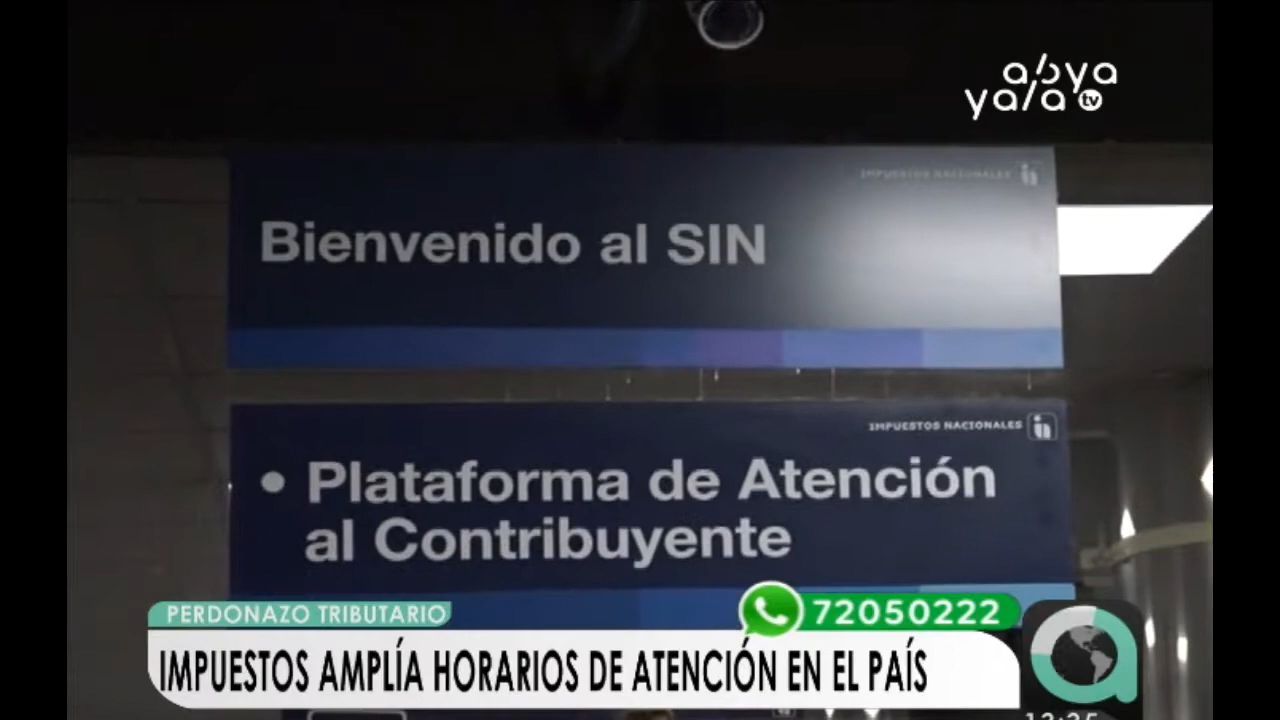 abya
yala tv
IMPUESTOS NACIONALES
Bienvenido al SIN
IMPUESTOS NACIONALES
• Plataforma de Atención
al Contribuyente
PERDONAZO TRIBUTARIO
72050222
IMPUESTOS AMPLÍA HORARIOS DE ATENCIÓN EN EL PAÍS